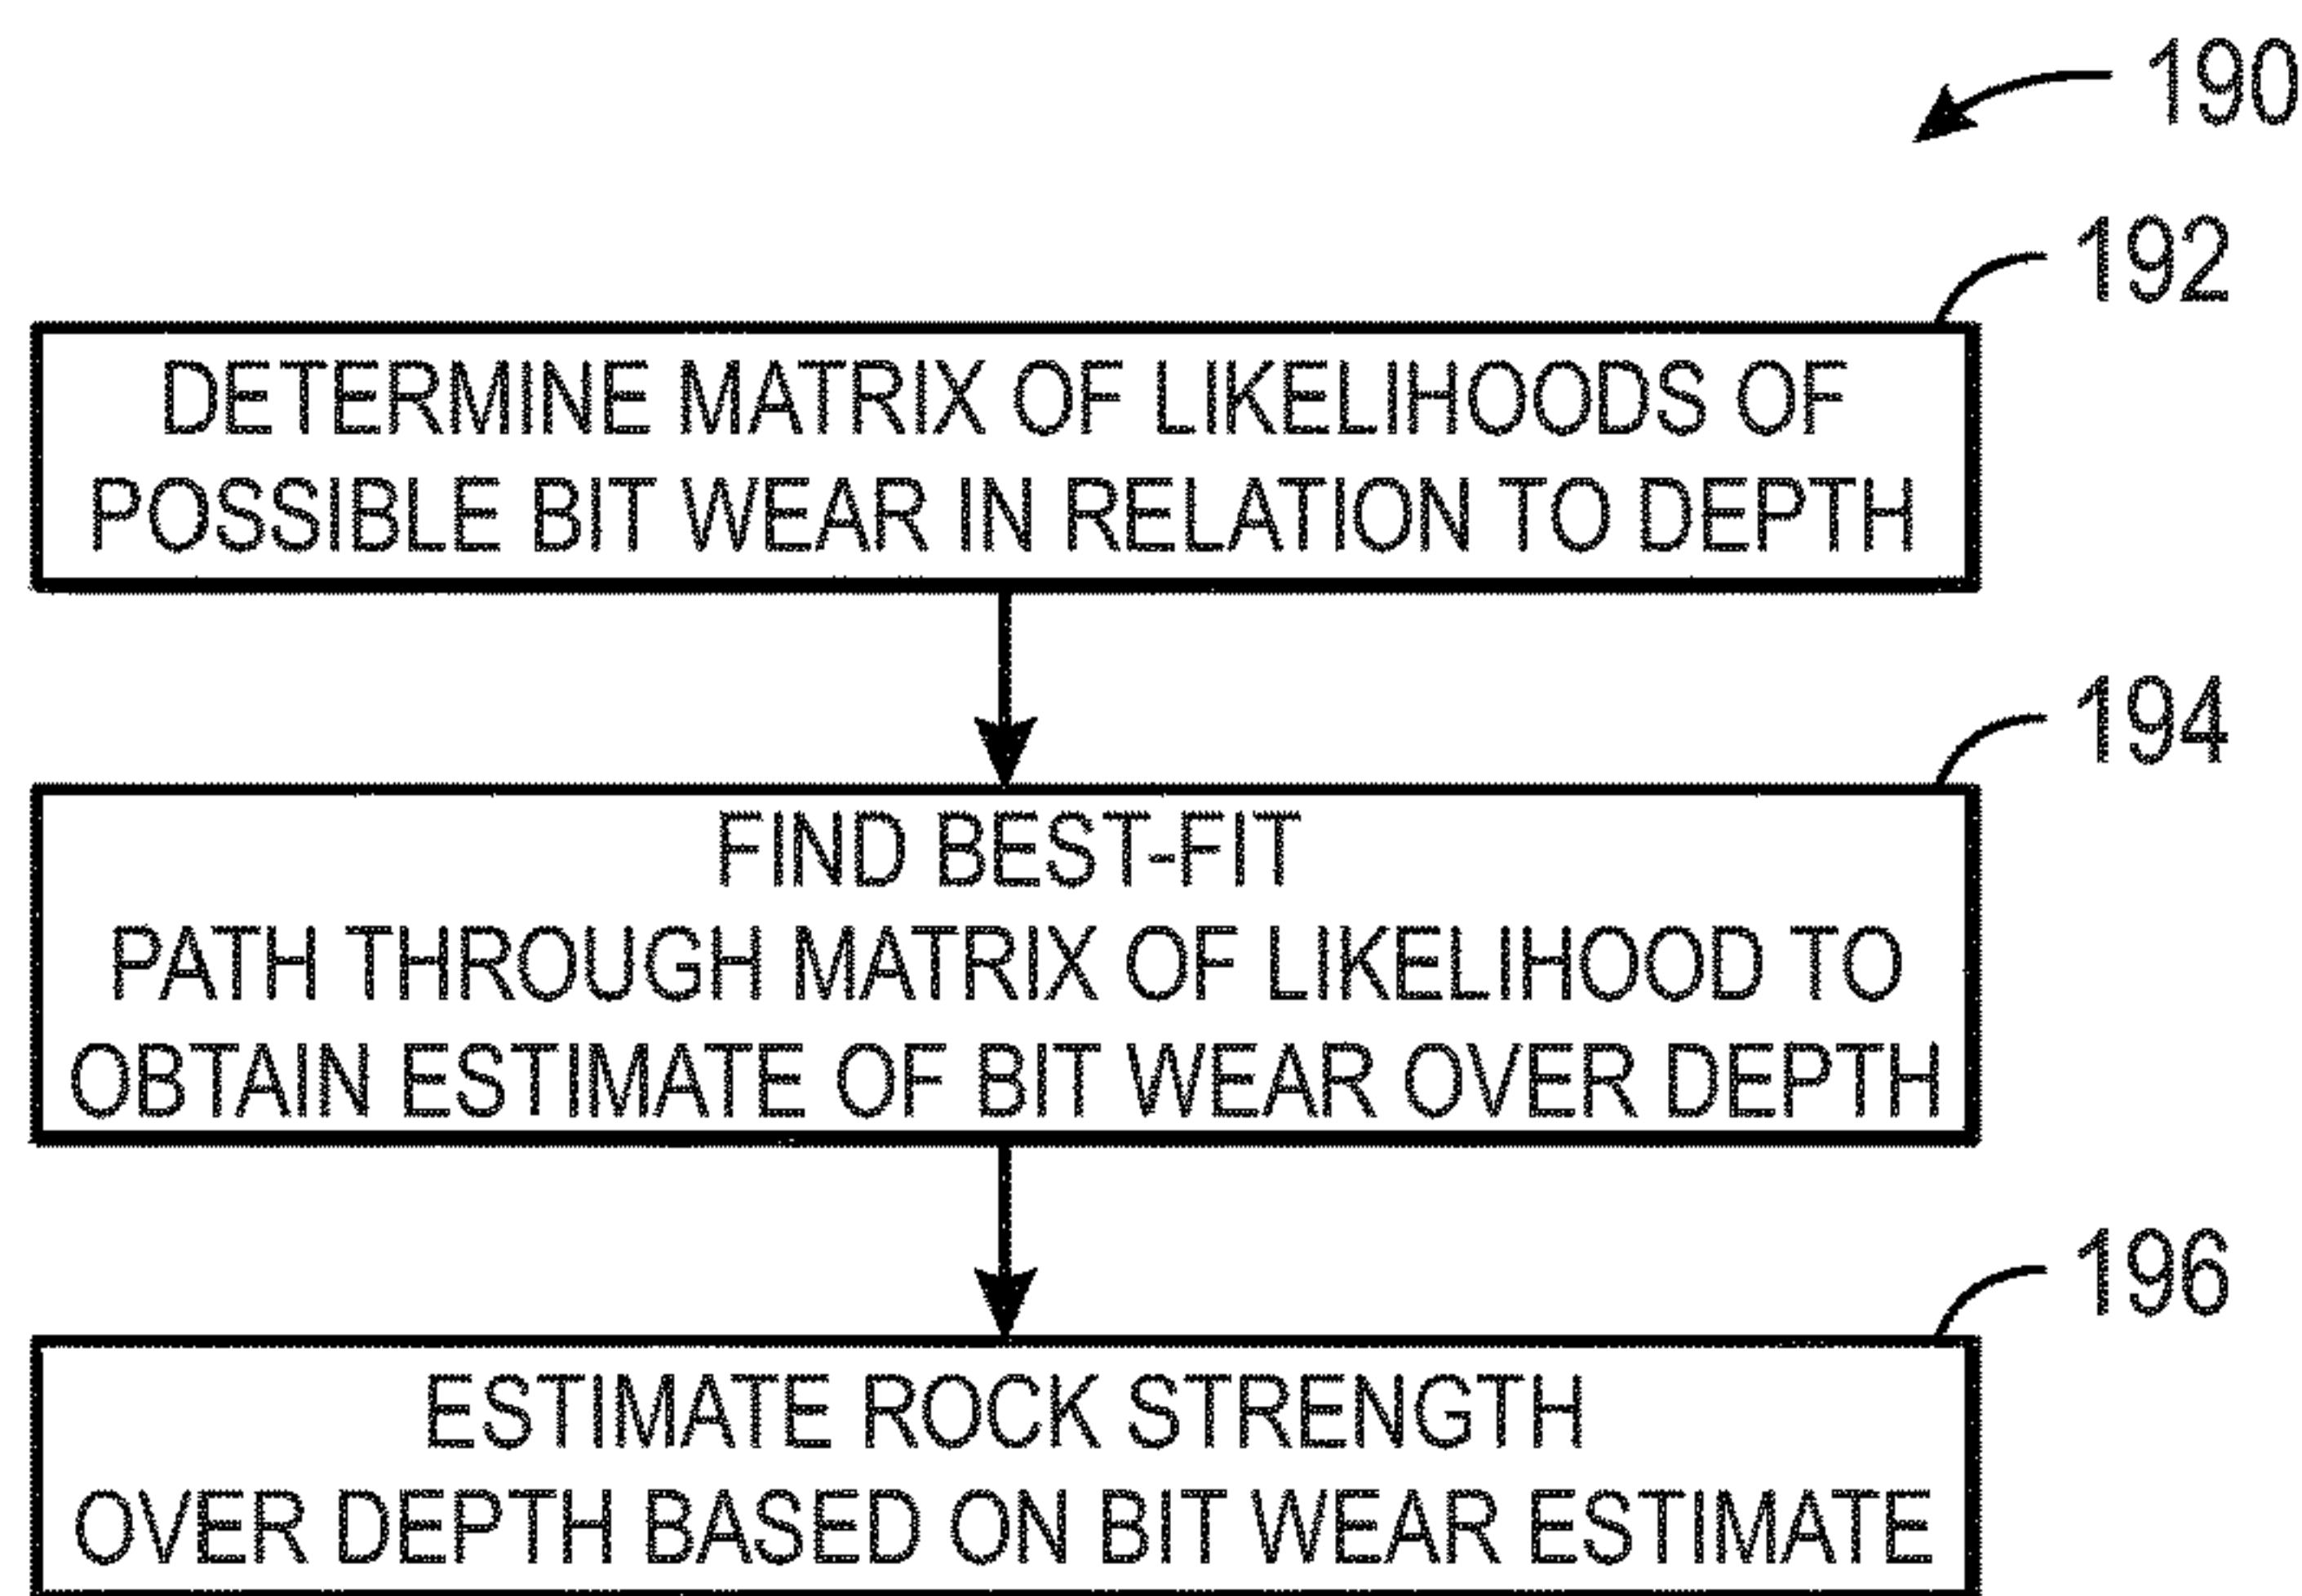 190
192
DETERMINE MATRIX OF LIKELIHOODS OF
POSSIBLE BIT WEAR IN RELATION TO DEPTH
194
FIND BEST-FIT
PATH THROUGH MATRIX OF LIKELIHOOD TO
OBTAIN ESTIMATE OF BIT WEAR OVER DEPTH
196
ESTIMATE ROCK STRENGTH
OVER DEPTH BASED ON BIT WEAR ESTIMATE